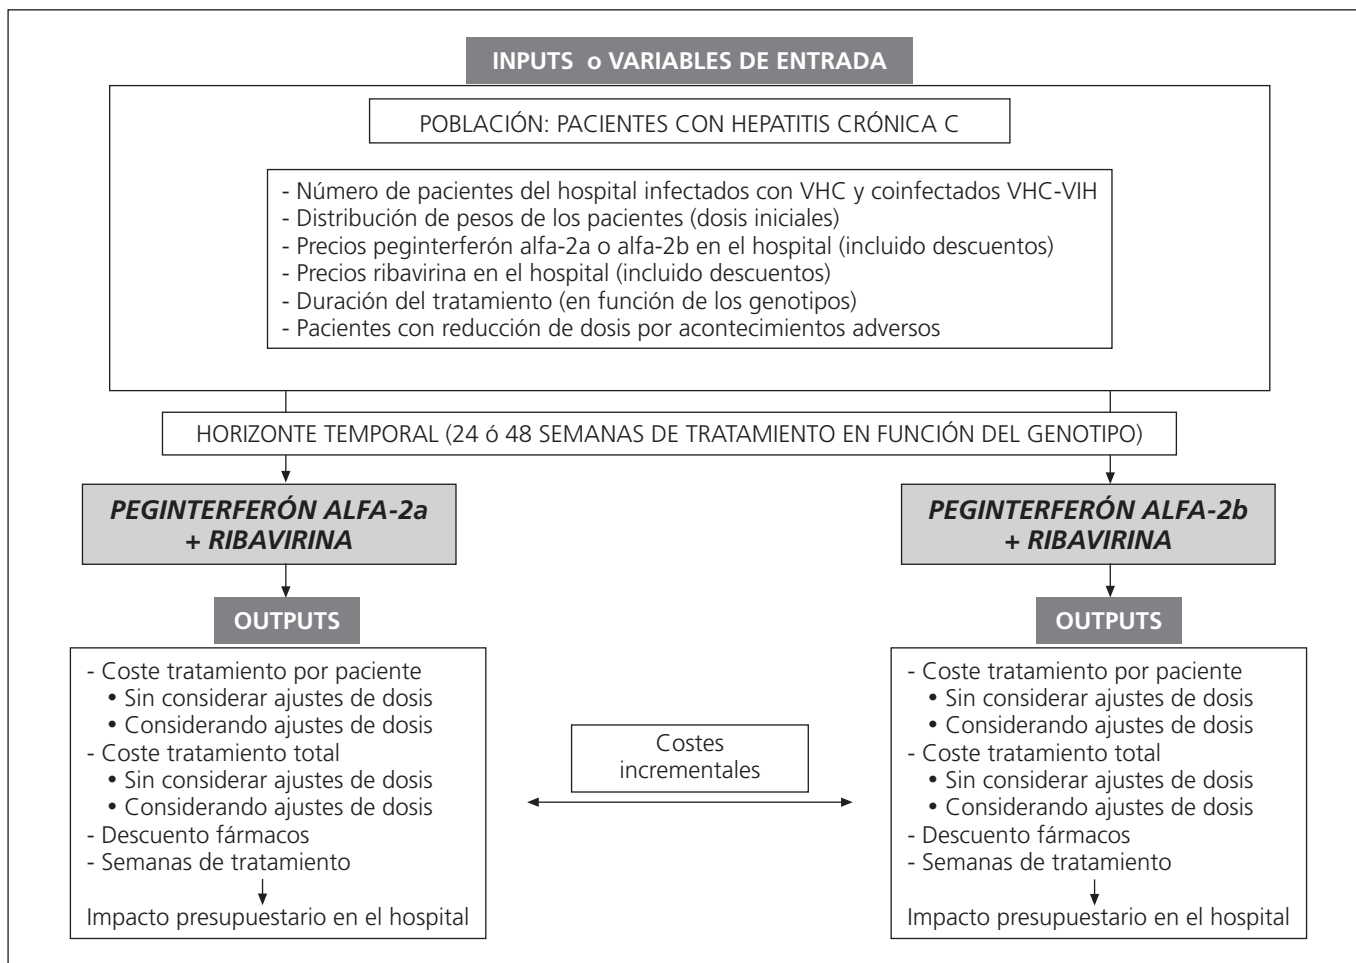 INPUTS o VARIABLES DE ENTRADA
POBLACIÓN: PACIENTES CON HEPATITIS CRÓNICA C
- Número de pacientes del hospital infectados con VHC y coinfectados VHC-VIH
- Distribución de pesos de los pacientes (dosis iniciales)
- Precios peginterferón alfa-2a o alfa-2b en el hospital (incluido descuentos)
- Precios ribavirina en el hospital (incluido descuentos)
- Duración del tratamiento (en función de los genotipos)
- Pacientes con reducción de dosis por acontecimientos adversos
HORIZONTE TEMPORAL (24 ó 48 SEMANAS DE TRATAMIENTO EN FUNCIÓN DEL GENOTIPO)
PEGINTERFERÓN ALFA-2a
+ RIBAVIRINA
OUTPUTS
- Coste tratamiento por paciente
• Sin considerar ajustes de dosis
• Considerando ajustes de dosis
- Coste tratamiento total
• Sin considerar ajustes de dosis
• Considerando ajustes de dosis
- Descuento fármacos
- Semanas de tratamiento
Impacto presupuestario en el hospital
Costes
incrementales
PEGINTERFERÓN ALFA-2b
+ RIBAVIRINA
OUTPUTS
- Coste tratamiento por paciente
• Sin considerar ajustes de dosis
• Considerando ajustes de dosis
- Coste tratamiento total
• Sin considerar ajustes de dosis
• Considerando ajustes de dosis
- Descuento fármacos
- Semanas de tratamiento
Impacto presupuestario en el hospital